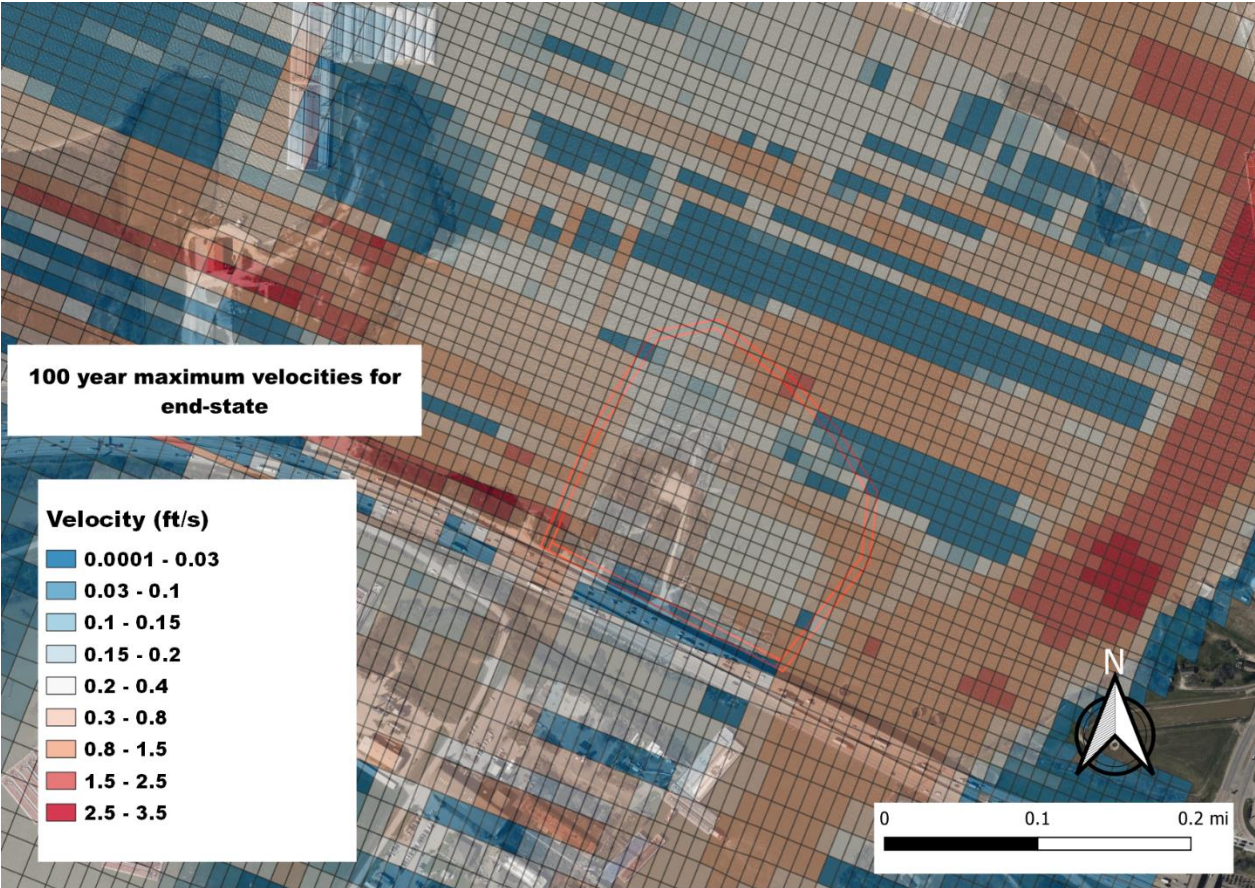 100 year maximum velocities for
end-state
Velocity (ft/s)
0.0001 - 0.03
0.03 - 0.1
0.1 - 0.15
0.15 - 0.2
0.2 - 0.4
0.3 - 0.8
0.8 - 1.5
1.5 - 2.5
2.5 - 3.5
N
0 0.1 0.2 mi